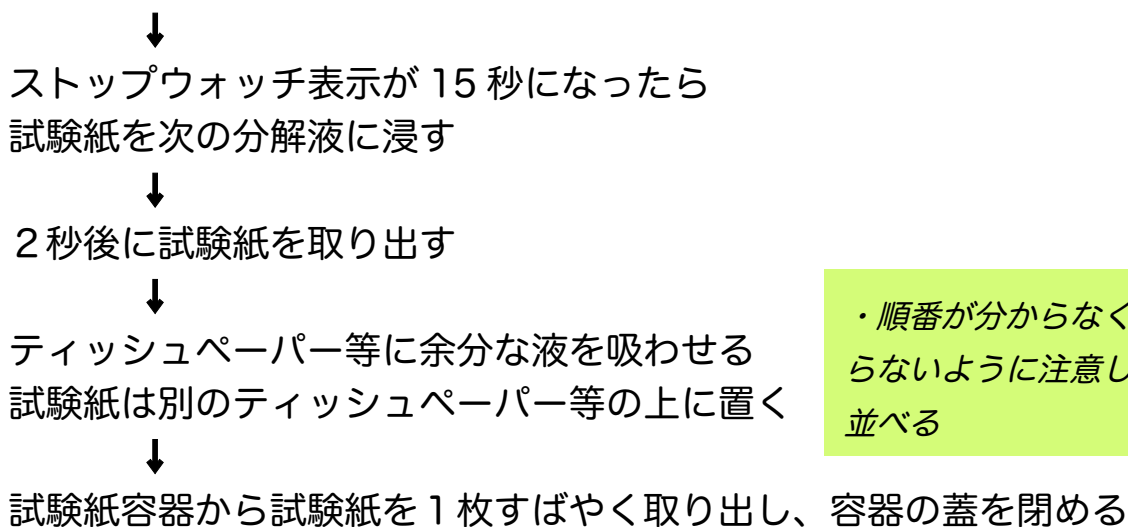 ↓
ストップウォッチ表示が 15 秒になったら
試験紙を次の分解液に浸す
↓
２秒後に試験紙を取り出す
↓
ティッシュペーパー等に余分な液を吸わせる
試験紙は別のティッシュペーパー等の上に置く
・順番が分からなく
らないように注意し
並べる
↓
試験紙容器から試験紙を１枚すばやく取り出し、容器の蓋を閉める